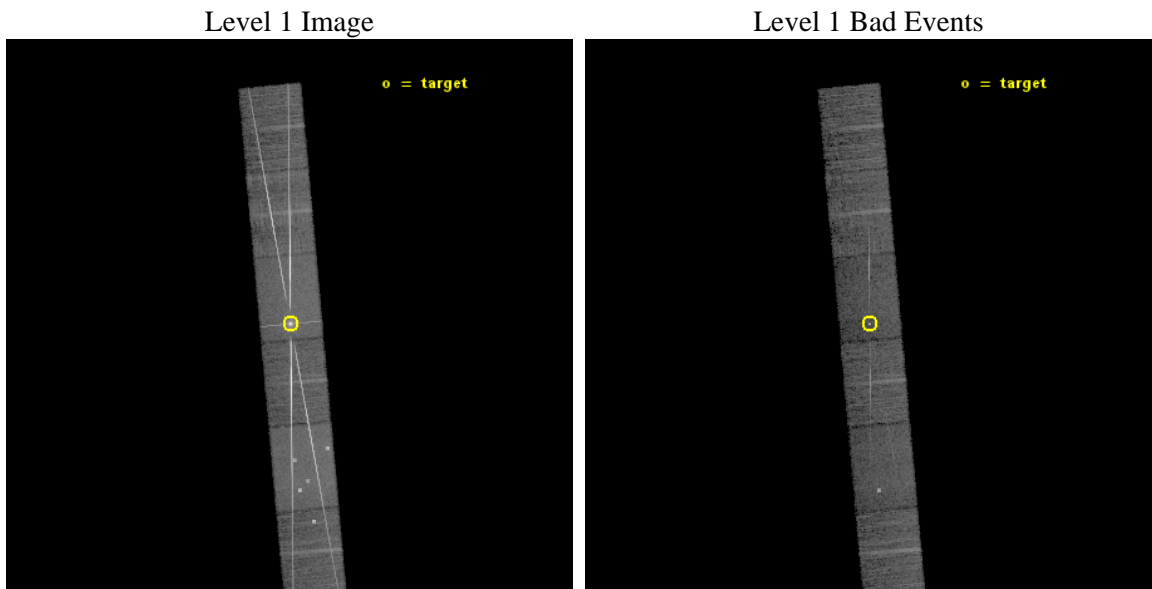 Level 1 Image
Level 1 Bad Events
o = target
o = target